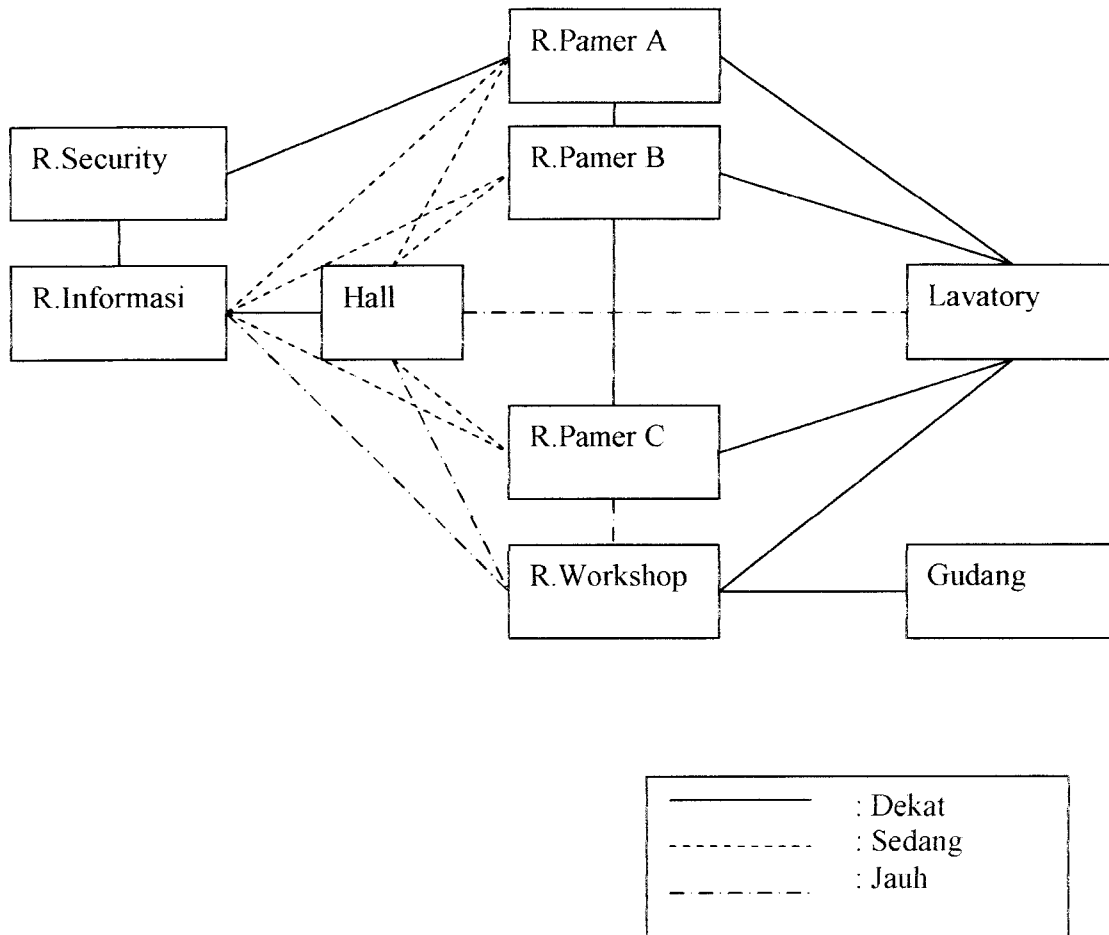 R.Pamer A
R.Security
R.Pamer B
R.Informasi
Hall
Lavatory
R.Pamer C
R.Workshop
Gudang
: Dekat
: Sedang
: Jauh